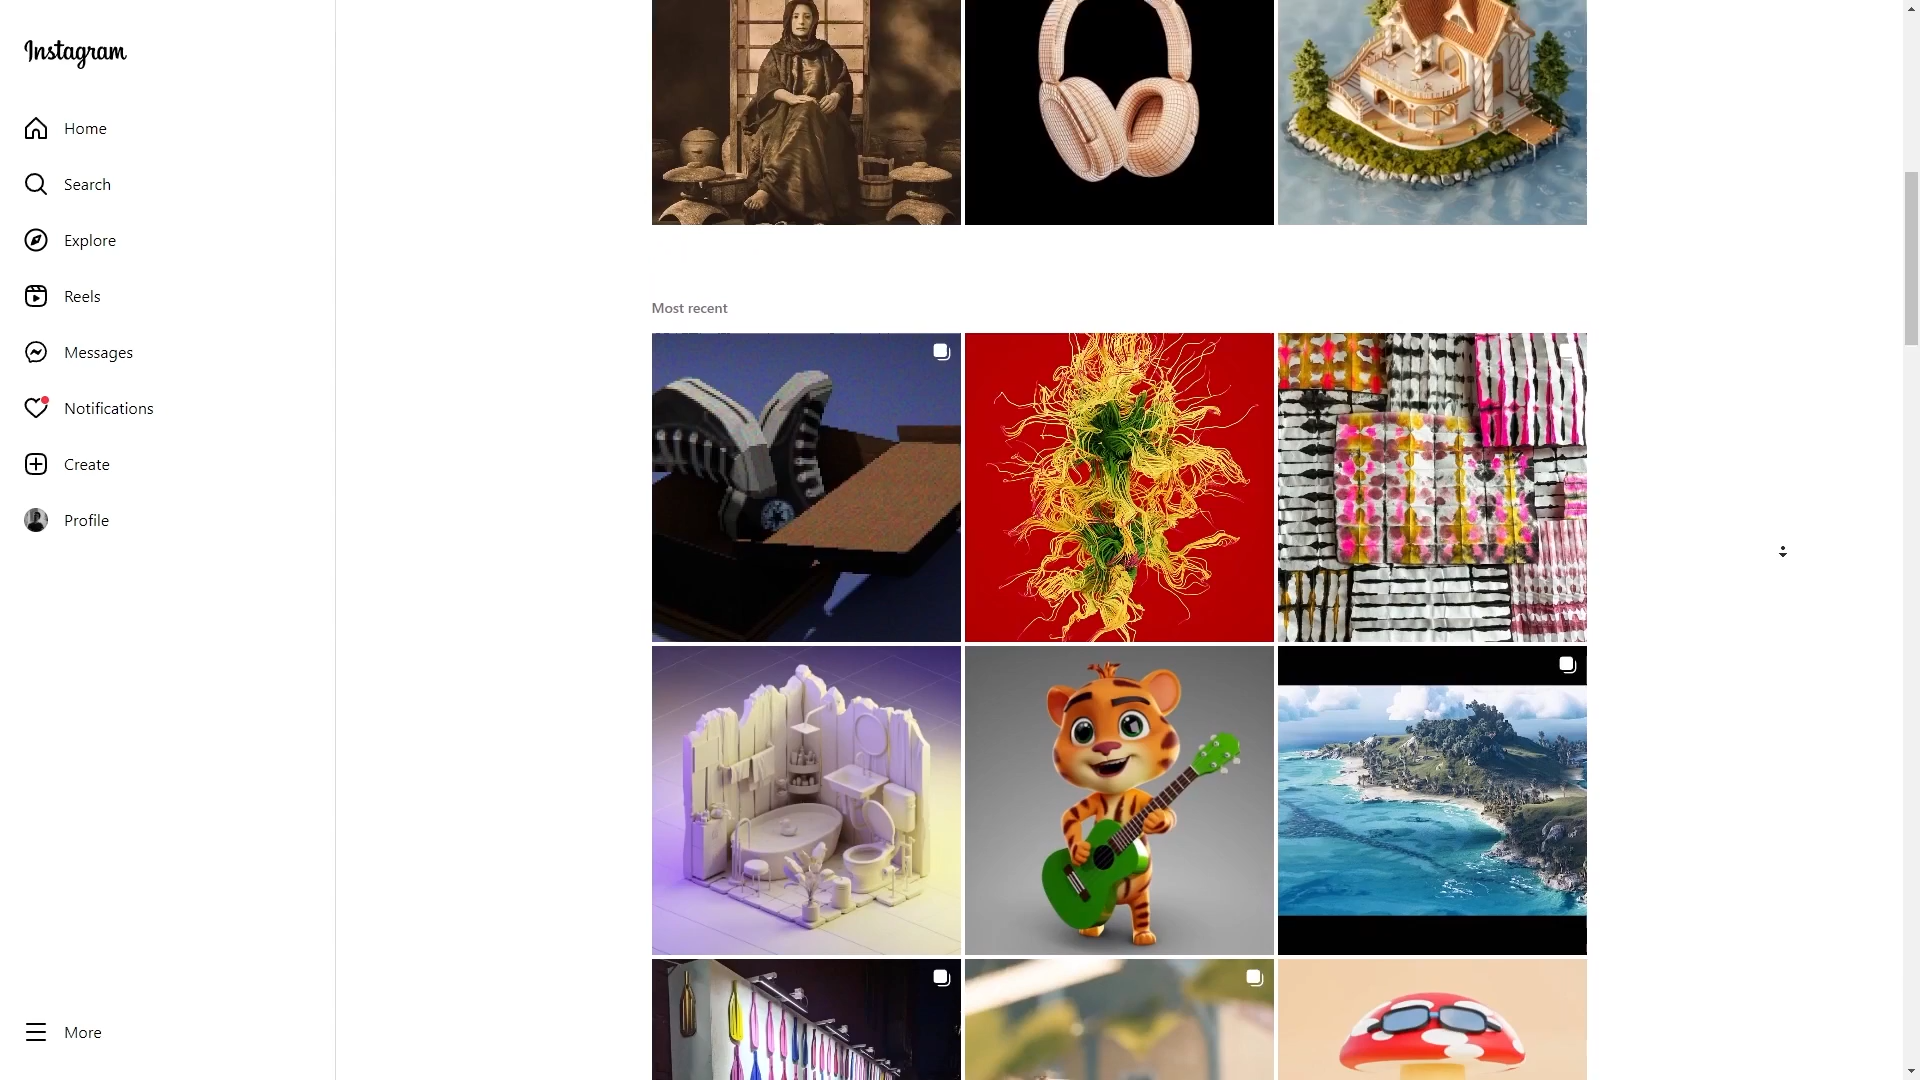 Instagram
Home
Search
Explore
Reels
Messages
Notifications
Create
Profile
More
Most recent